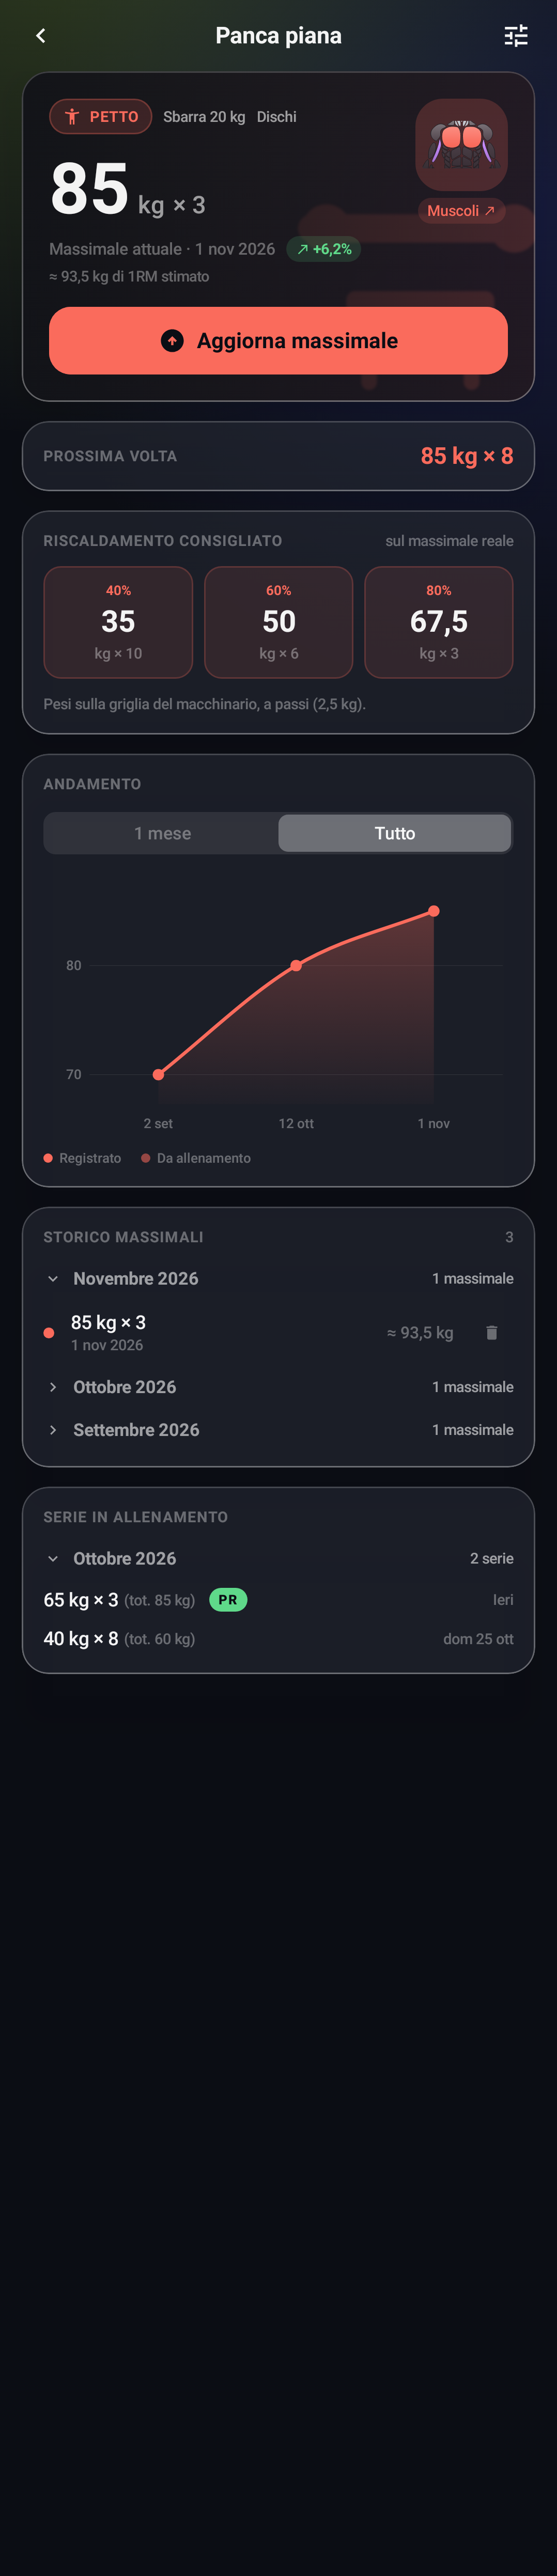 Panca piana
PETTO Sbarra 20 kg Dischi
85 kg × 3
Muscoli ↗
Massimale attuale · 1 nov 2026 ↗ +6,2%
≈ 93,5 kg di 1RM stimato
Aggiorna massimale
PROSSIMA VOLTA 85 kg × 8
RISCALDAMENTO CONSIGLIATO sul massimale reale
40% 60% 80%
35 50 67,5
kg × 10 kg × 6 kg × 3
Pesi sulla griglia del macchinario, a passi (2,5 kg).
ANDAMENTO
1 mese Tutto
80
70
2 set 12 ott 1 nov
Registrato Da allenamento
STORICO MASSIMALI 3
Novembre 2026 1 massimale
85 kg × 3 ≈ 93,5 kg
1 nov 2026
Ottobre 2026 1 massimale
Settembre 2026 1 massimale
SERIE IN ALLENAMENTO
Ottobre 2026 2 serie
65 kg × 3 (tot. 85 kg) PR Ieri
40 kg × 8 (tot. 60 kg) dom 25 ott